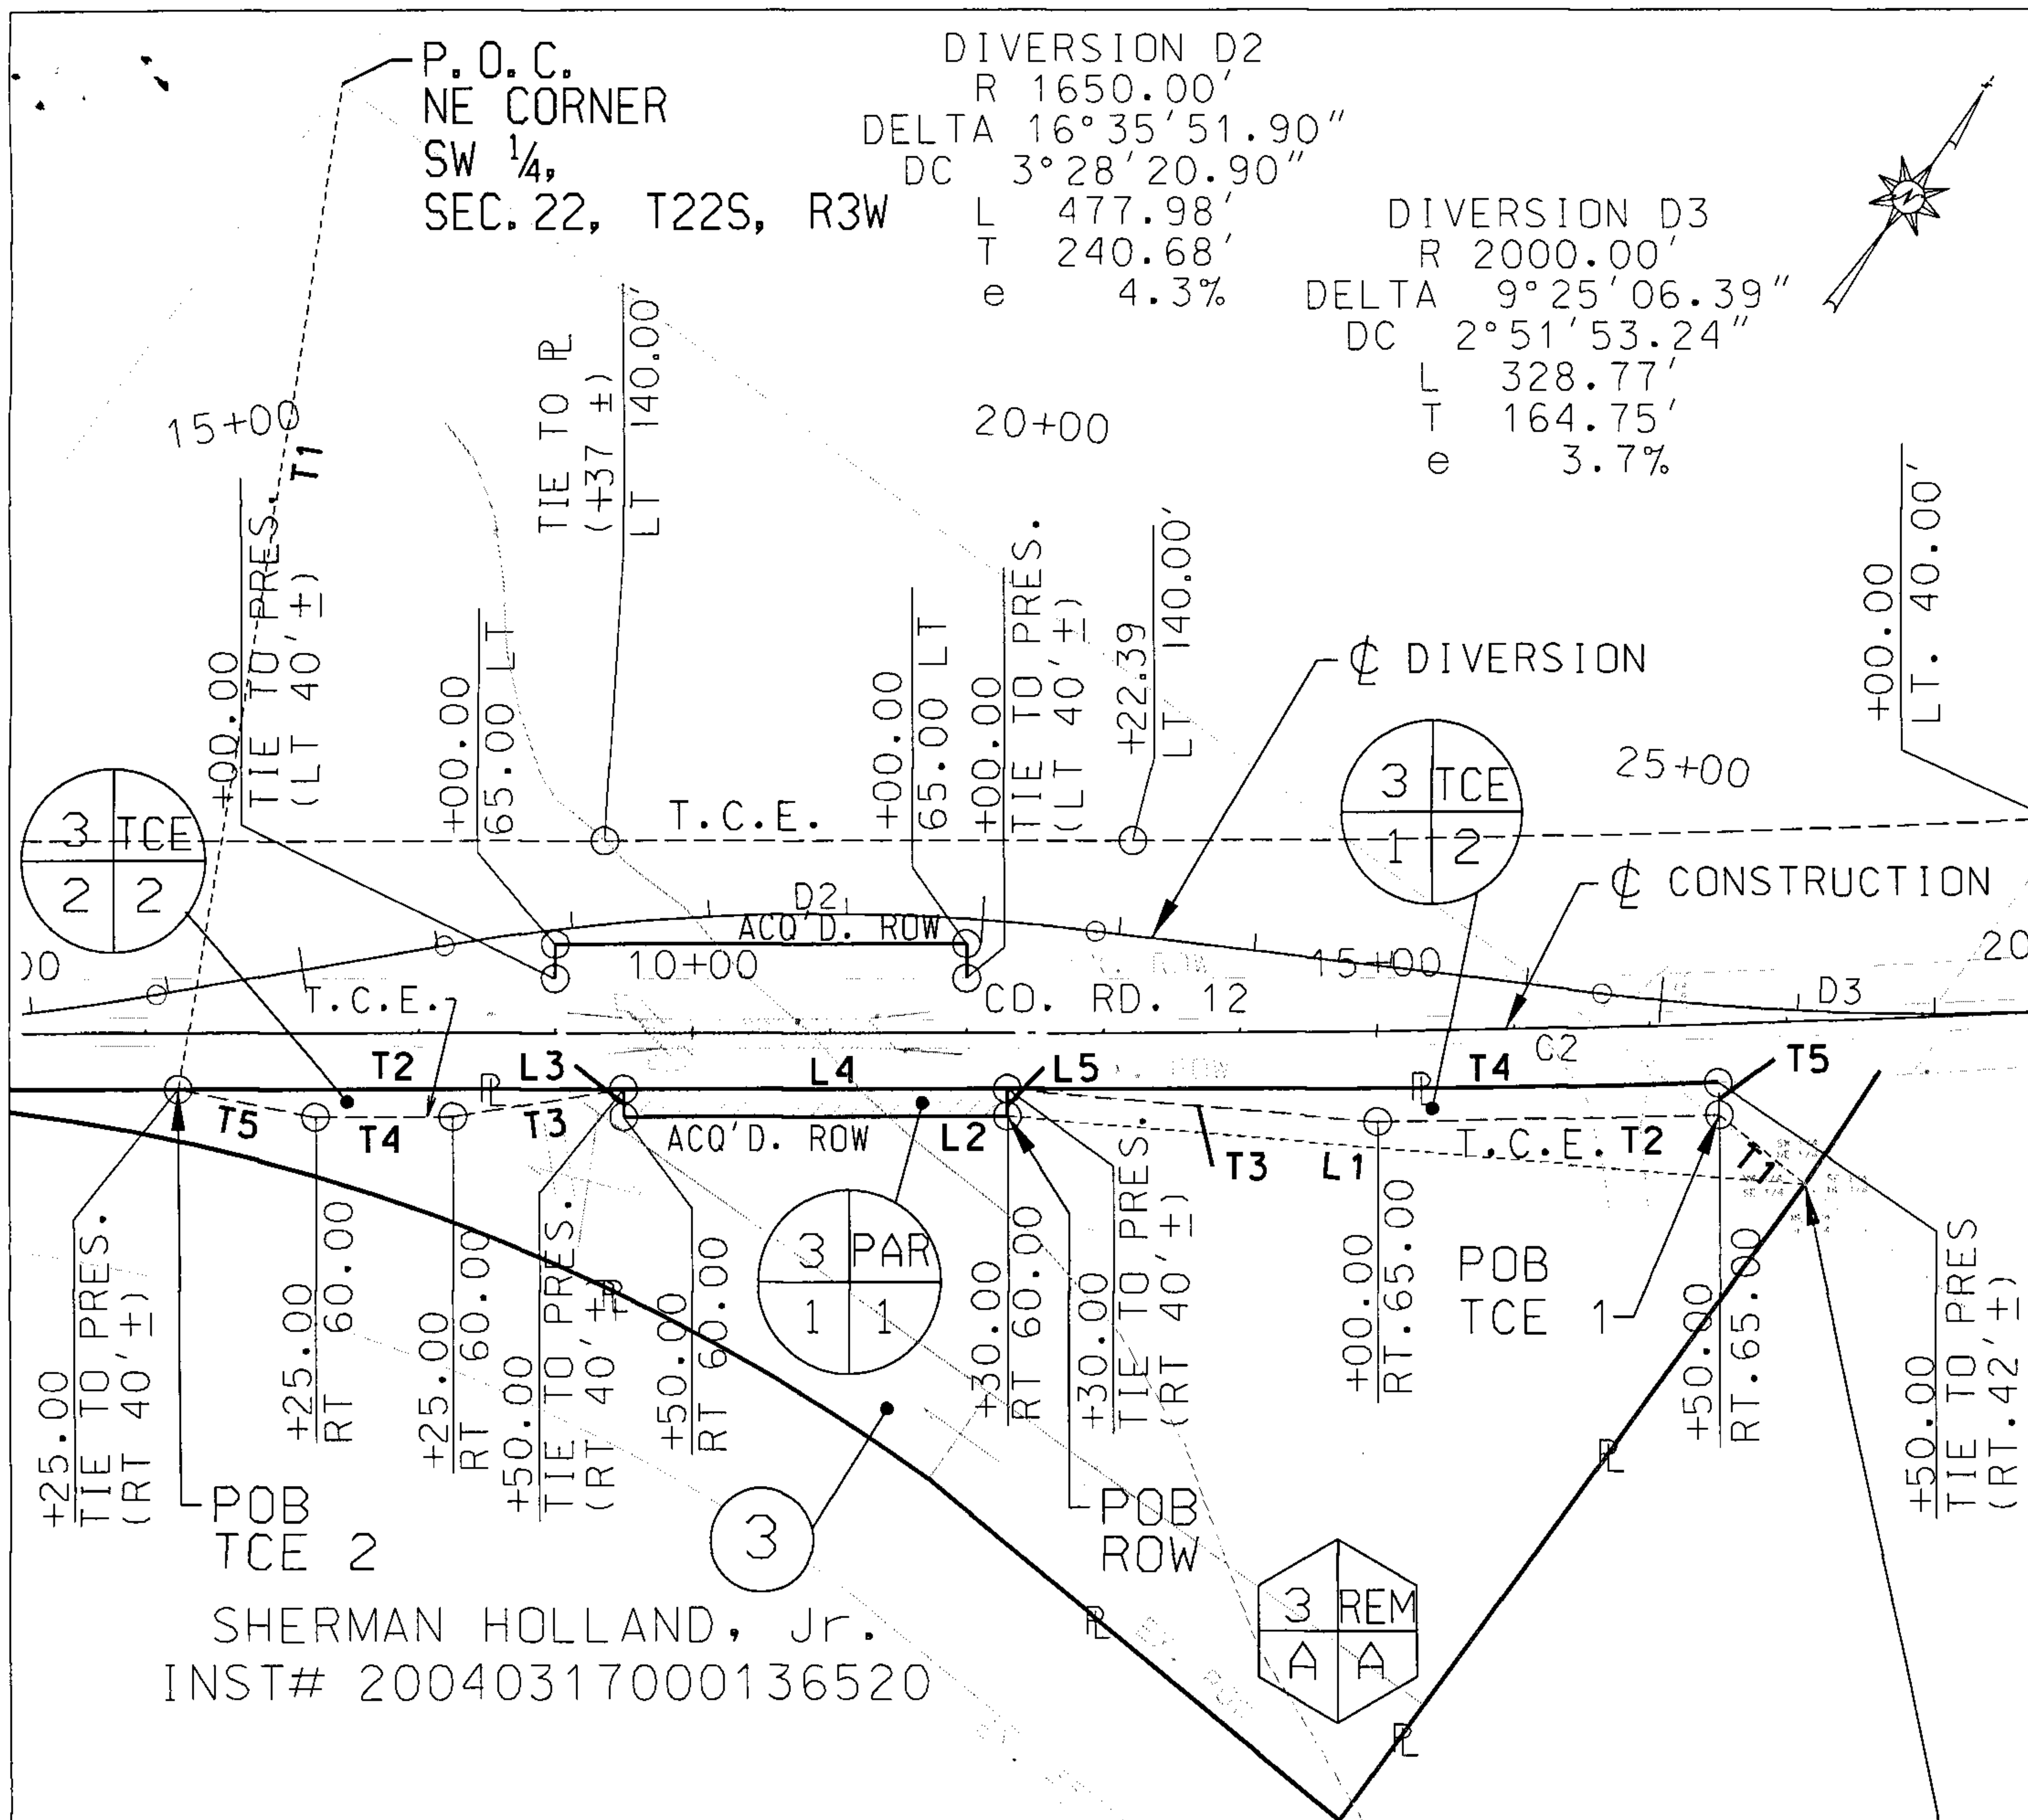 P.O.C.
NE CORNER
SW 1/4,
SEC. 22, T22S, R3W
DIVERSION D2
R 1650.00'
DELTA 16°35'51.90"
DC 3°28'20.90"
L 477.98'
T 240.68'
e 4.3%
DIVERSION D3
R 2000.00'
DELTA 9°25'06.39"
DC 2°51'53.24"
L 328.77'
T 164.75'
e 3.7%
15+00
T1
20+00
25+00
+00.00
TIE TO PRES.
(LT 40'±)
+00.00
65.00 LT
TIE TO ⅊
(+37 ±)
LT 140.00'
+00.00
65.00 LT
+00.00
TIE TO PRES.
(LT 40'±)
+22.39
LT 140.00'
+00.00
LT. 40.00'
℄ DIVERSION
℄ CONSTRUCTION
3 TCE
2 2
T.C.E.
3 TCE
1 2
D2
ACQ'D. ROW
10+00
15+00
20
D3
T.C.E.
CO. RD. 12
C2
T2
⅊
L3
L4
L5
ROW
⅊
T4
T5
T5
T4
T3
ACQ'D. ROW
L2
T3
L1
T.C.E.
T2
T1
+25.00
TIE TO PRES.
(RT 40'±)
+25.00
RT 60.00
+25.00
RT 60.00
+50.00
TIE TO PRES.
(RT 40'±)
⅊
+50.00
RT 60.00
3 PAR
1 1
+30.00
RT 60.00
+30.00
TIE TO PRES.
(RT 40'±)
+00.00
RT.65.00
POB
TCE 1
+50.00
RT.65.00
⅊
+50.00
TIE TO PRES
(RT.42'±)
POB
TCE 2
3
POB
ROW
3 REM
A A
⅊
EX. ROW
⅊
SHERMAN HOLLAND, Jr.
INST# 20040317000136520